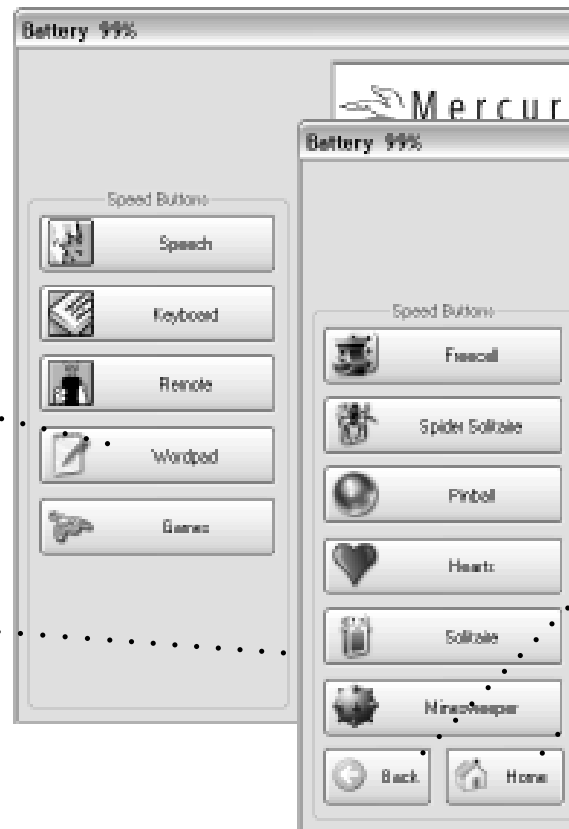 Battery 99%
Mercur
Speed Buttons
Speech
Keyboard
Remote
Wordpad
Games
Battery 99%
Speed Buttons
Freecell
Spider Solitaire
Pinball
Hearts
Solitaire
Minesweeper
Back
Home